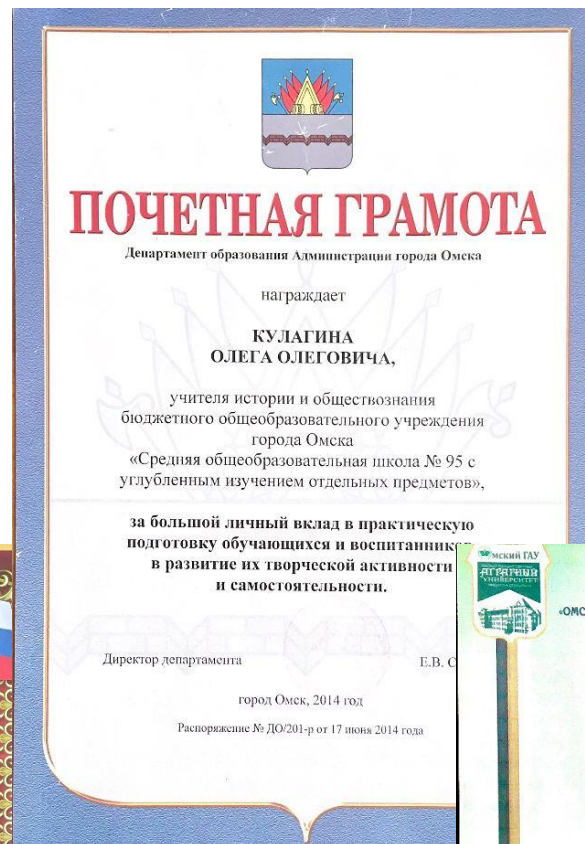 ПОЧЕТНАЯ ГРАМОТА
Департамент образования Администрации города Омска
награждает
КУЛАГИНА
ОЛЕГА ОЛЕГОВИЧА,
учителя истории и обществознания
бюджетного общеобразовательного учреждения
города Омска
«Средняя общеобразовательная школа № 95 с
углубленным изучением отдельных предметов»,
за большой личный вклад в практическую
подготовку обучающихся и воспитанников
в развитие их творческой активности
и самостоятельности.
Директор департамента
Е.В. С
город Омск, 2014 год
Распоряжение № ДО/201-р от 17 июня 2014 года
мский ГАУ
АГРАРНЫЙ
УНИВЕРСИТЕТ
«ОМС